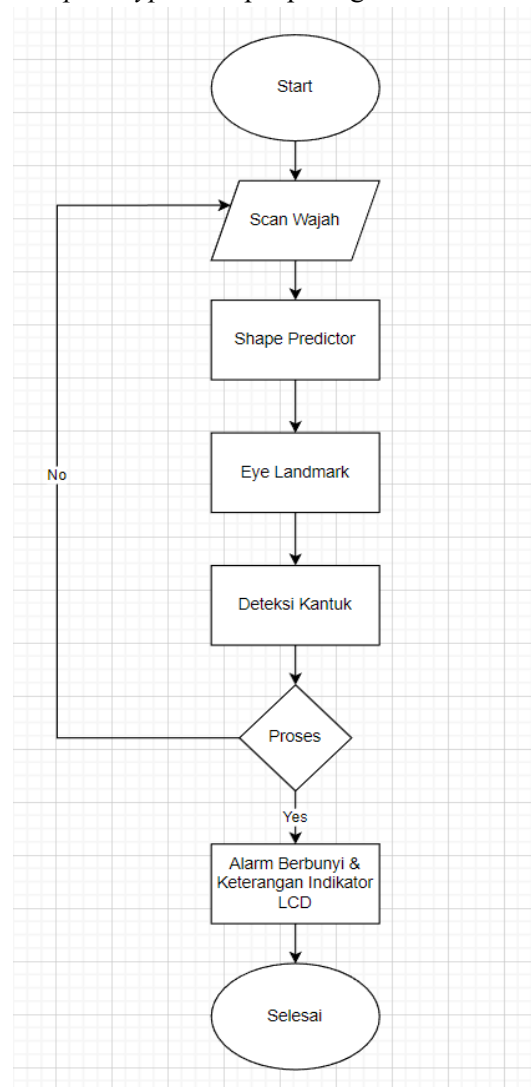 Start
Scan Wajah
Shape Predictor
Eye Landmark
No
Deteksi Kantuk
Proses
Yes
Alarm Berbunyi &
Keterangan Indikator
LCD
Selesai